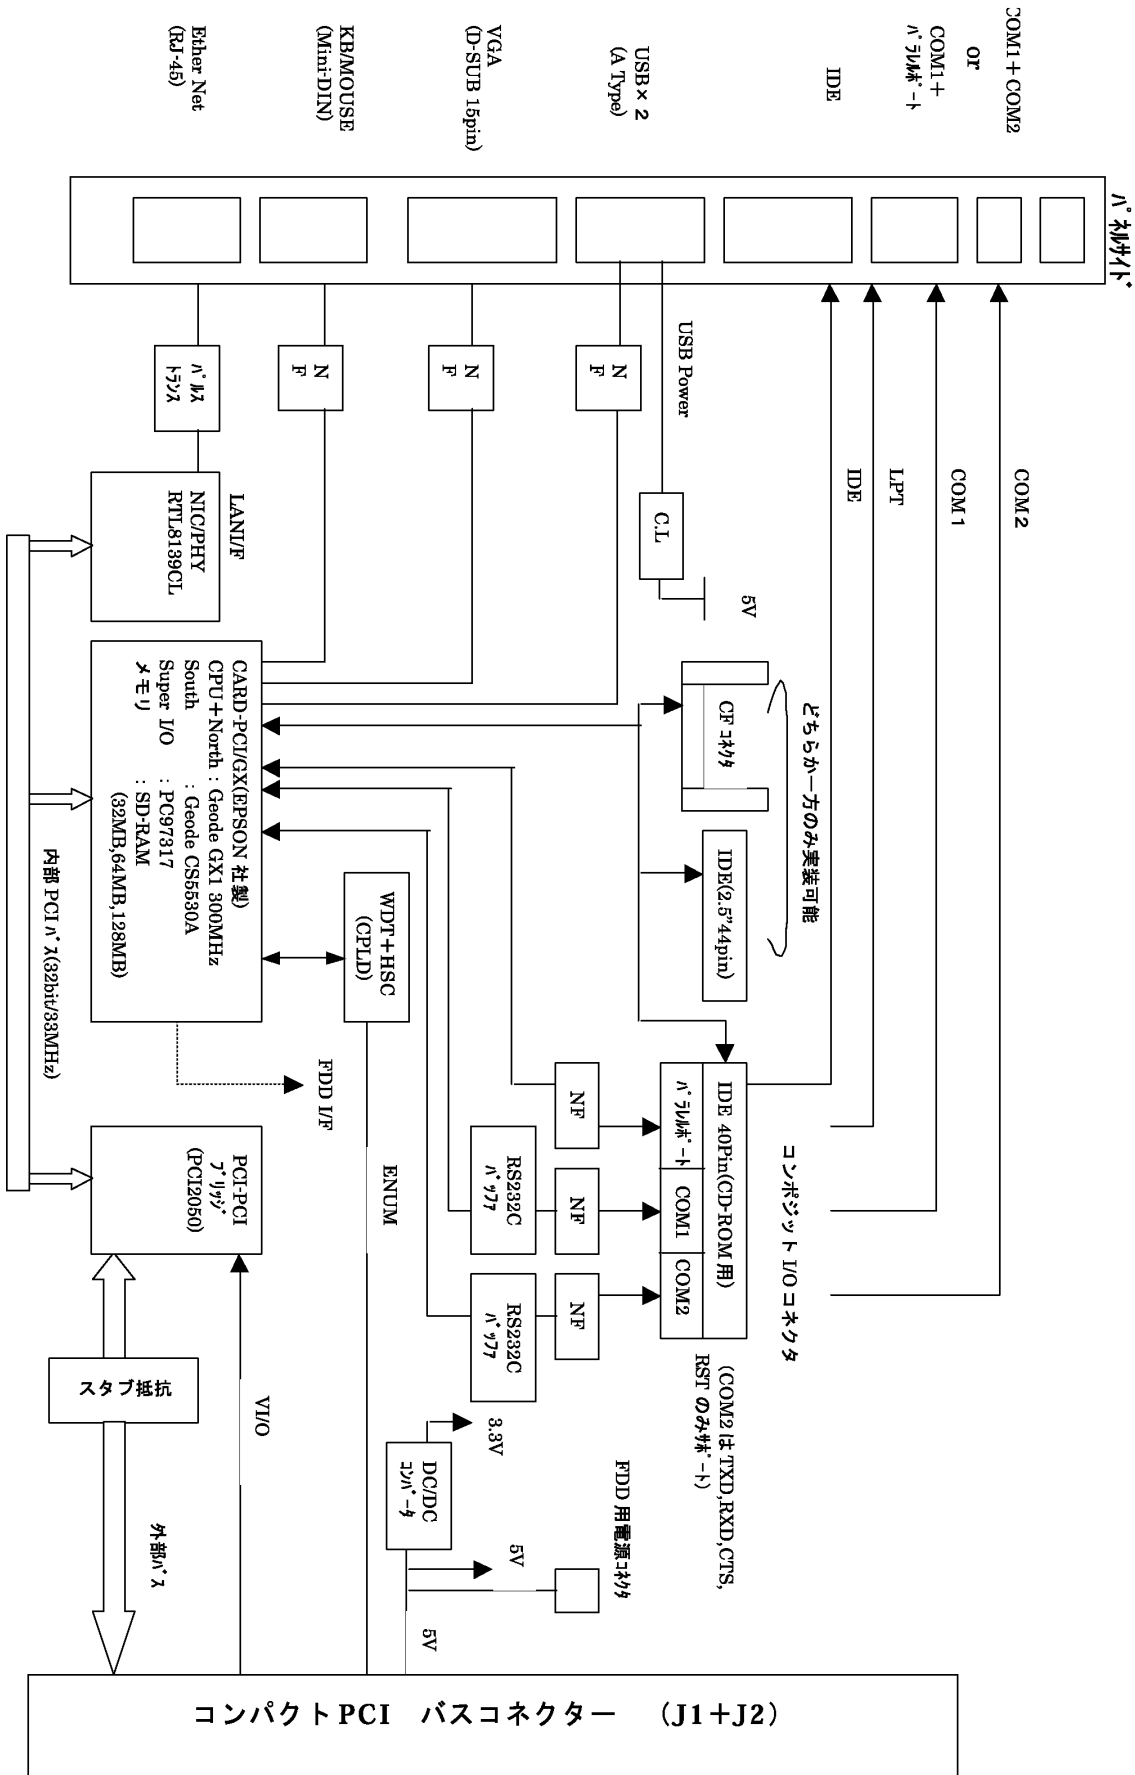 パネルサイド
COM1+COM2
or
COM1+
パラレルポート
IDE
USB×2
(A Type)
VGA
(D-SUB 15pin)
KB/MOUSE
(Mini-DIN)
Ether Net
(RJ-45)
COM2
COM1
LPT
IDE
USB Power
N
F
N
F
N
F
パルス
トランス
C.L
5V
LANI/F
NIC/PHY
RTL8139CL
どちらか一方のみ実装可能
CF コネクタ
IDE(2.5"44pin)
CARD-PCI/GX(EPSON 社製)
CPU+North : Geode GX1 300MHz
South : Geode CS5530A
Super I/O : PC97317
メモリ : SD-RAM
(32MB,64MB,128MB)
WDT+HSC
(CPLD)
内部 PCI バス(32bit/33MHz)
コンポジット I/O コネクタ
IDE 40Pin(CD-ROM 用)
パラレルポート
COM1
COM2
(COM2 は TXD,RXD,CTS,
RST のみサポート)
NF
NF
NF
RS232C
バッファ
RS232C
バッファ
FDD I/F
ENUM
PCI-PCI
ブリッジ
(PCI2050)
スタブ抵抗
VI/O
3.3V
DC/DC
コンバータ
FDD 用電源コネクタ
5V
5V
外部バス
コンパクト PCI バスコネクター (J1+J2)